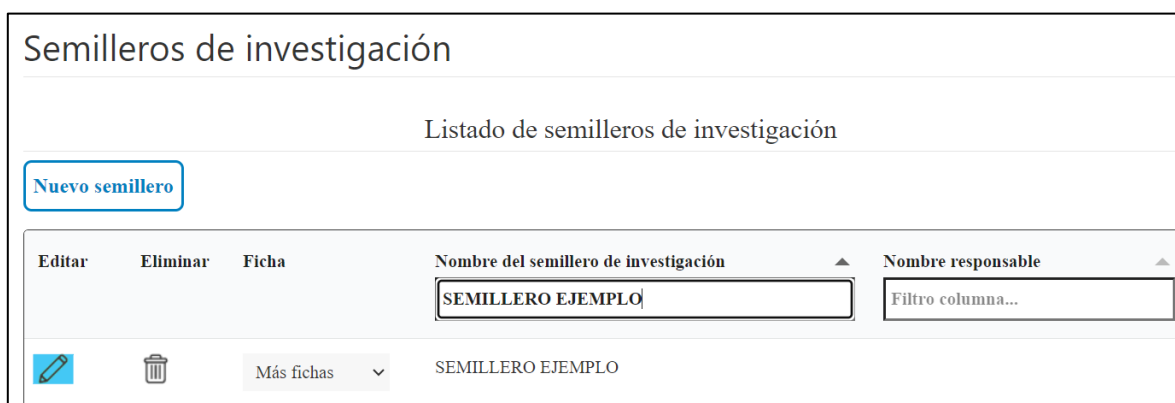 Semilleros de investigación
Listado de semilleros de investigación
Nuevo semillero
Editar Eliminar Ficha Nombre del semillero de investigación Nombre responsable
SEMILLERO EJEMPLO Filtro columna...
Más fichas SEMILLERO EJEMPLO